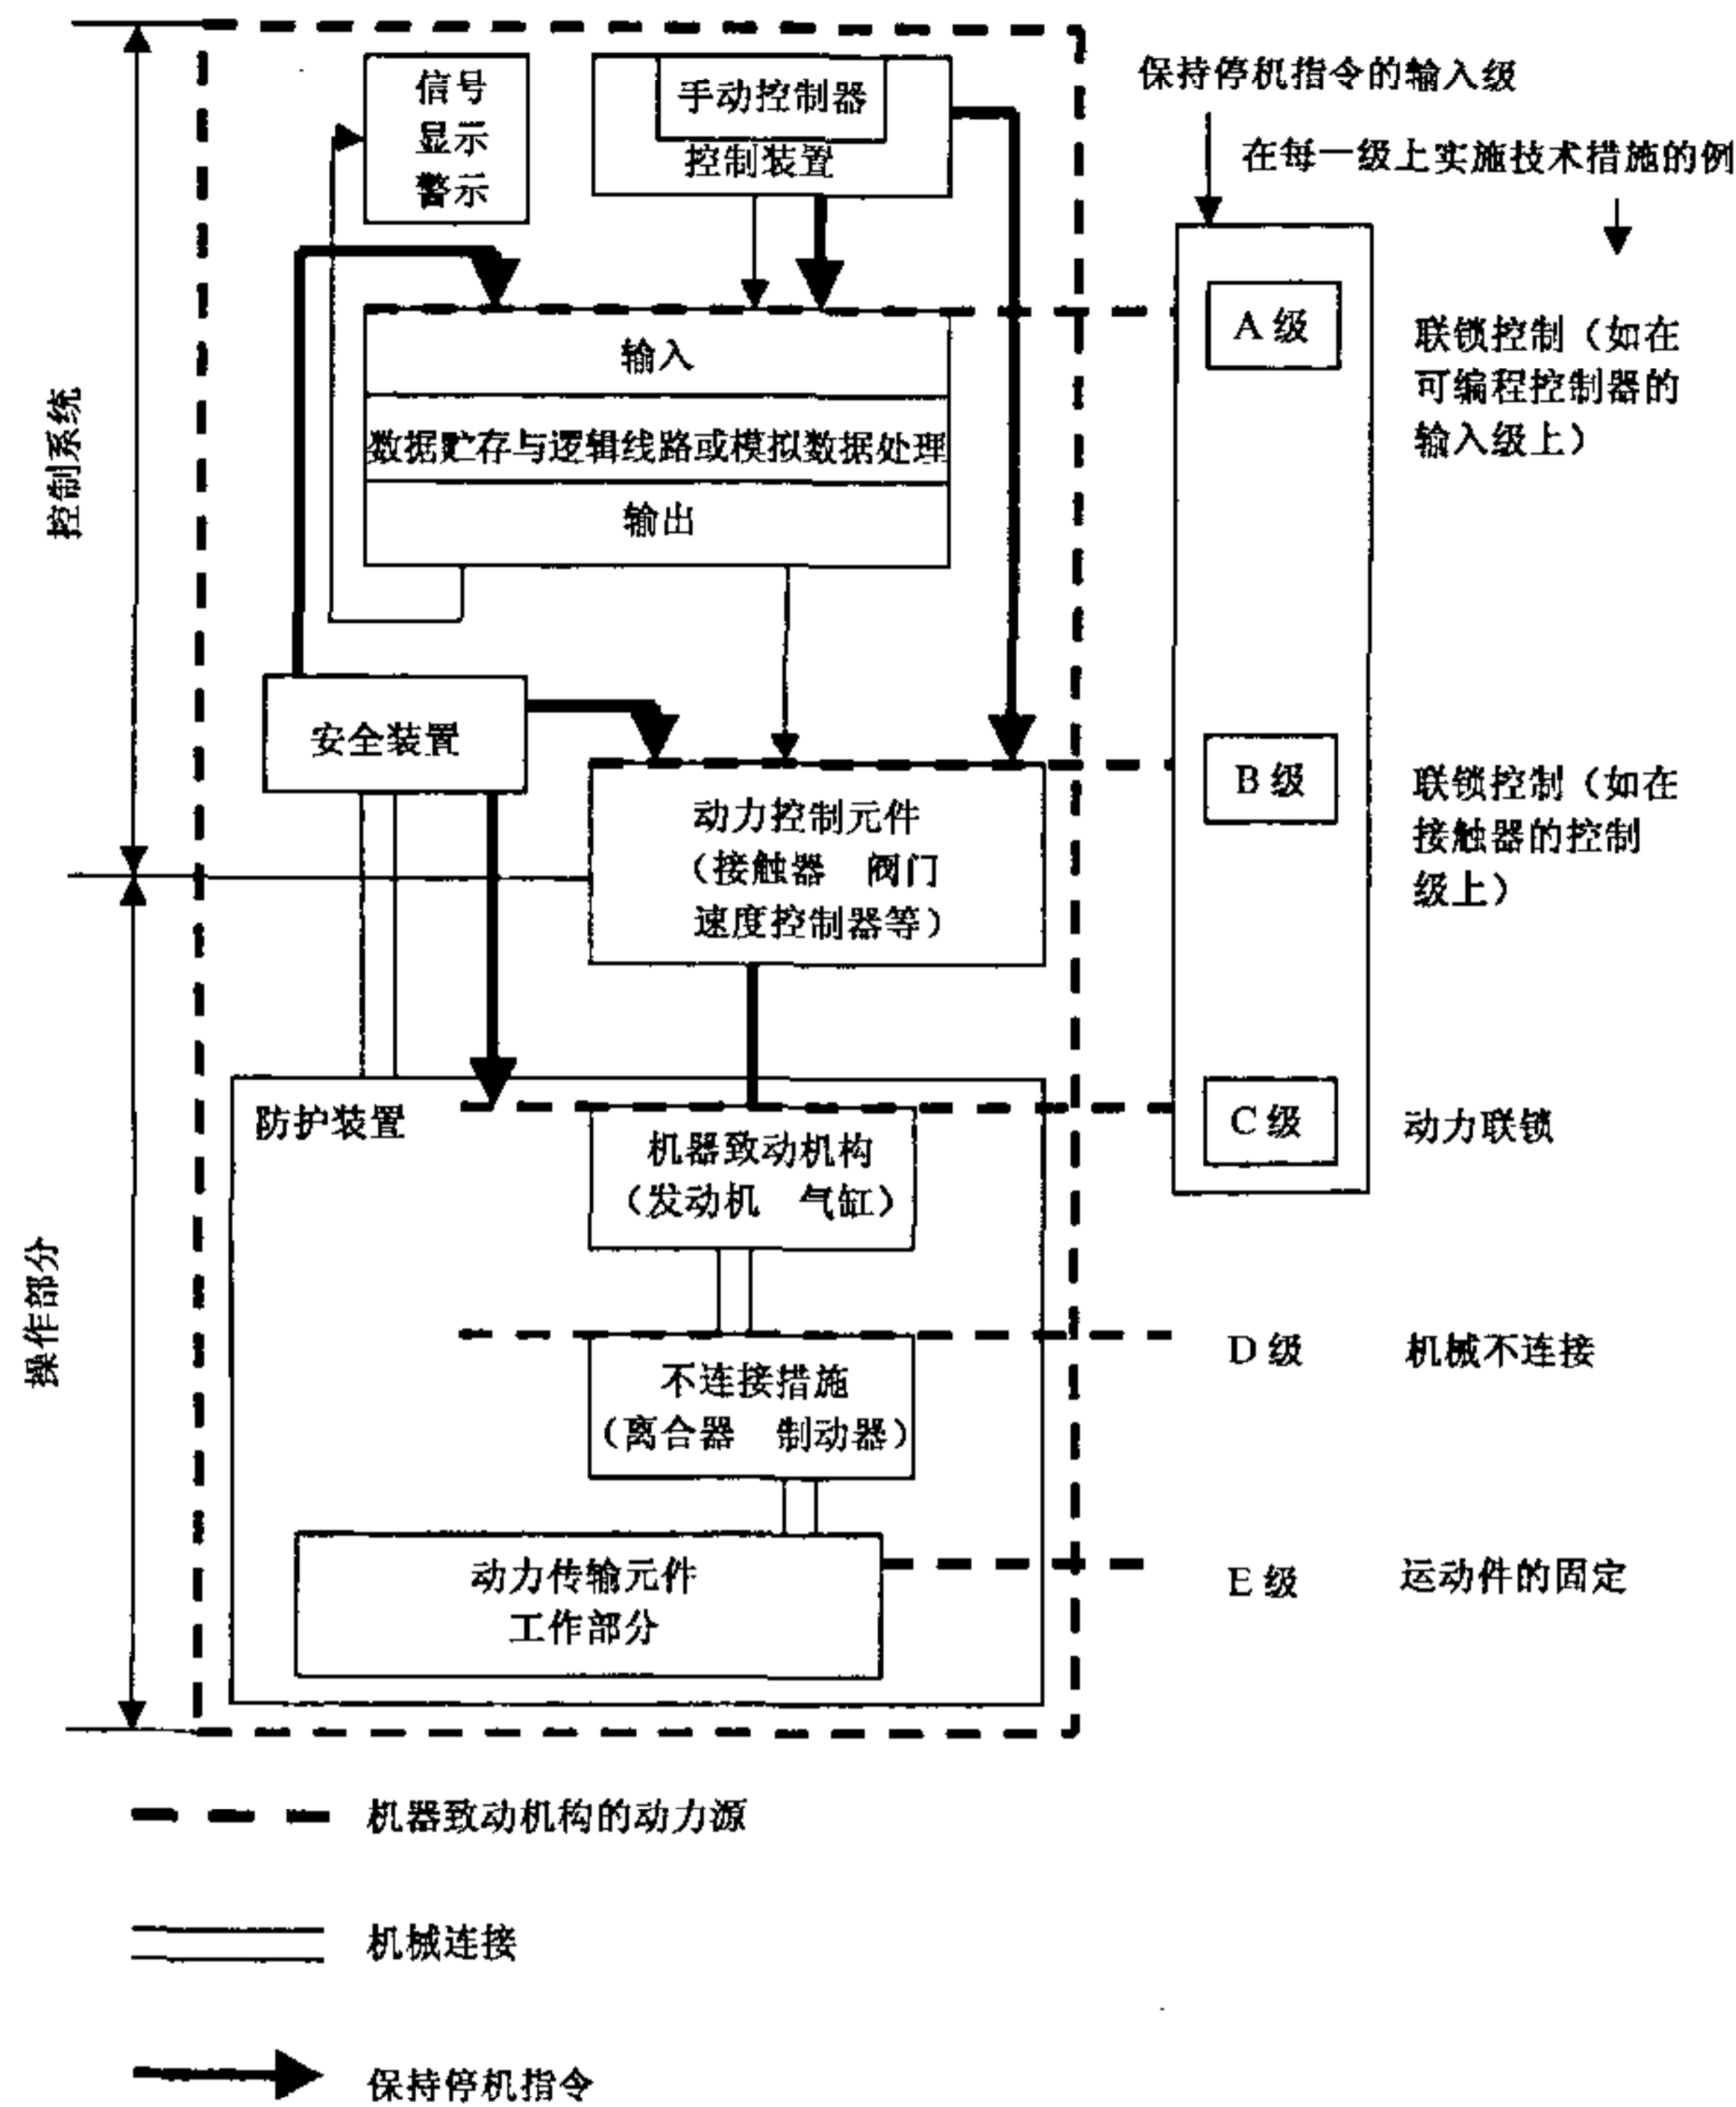 保持停机指令的输入级
在每一级上实施技术措施的例
信号
显示
警示
手动控制器
控制装置
输入
数据贮存与逻辑线路或模拟数据处理
输出
控制系统
A 级
联锁控制（如在
可编程控制器的
输入级上）
安全装置
动力控制元件
（接触器 阀门
速度控制器等）
B 级
联锁控制（如在
接触器的控制
级上）
防护装置
机器致动机构
（发动机 气缸）
C 级
动力联锁
操作部分
不连接措施
（离合器 制动器）
D 级
机械不连接
动力传输元件
工作部分
E 级
运动件的固定
机器致动机构的动力源
机械连接
保持停机指令